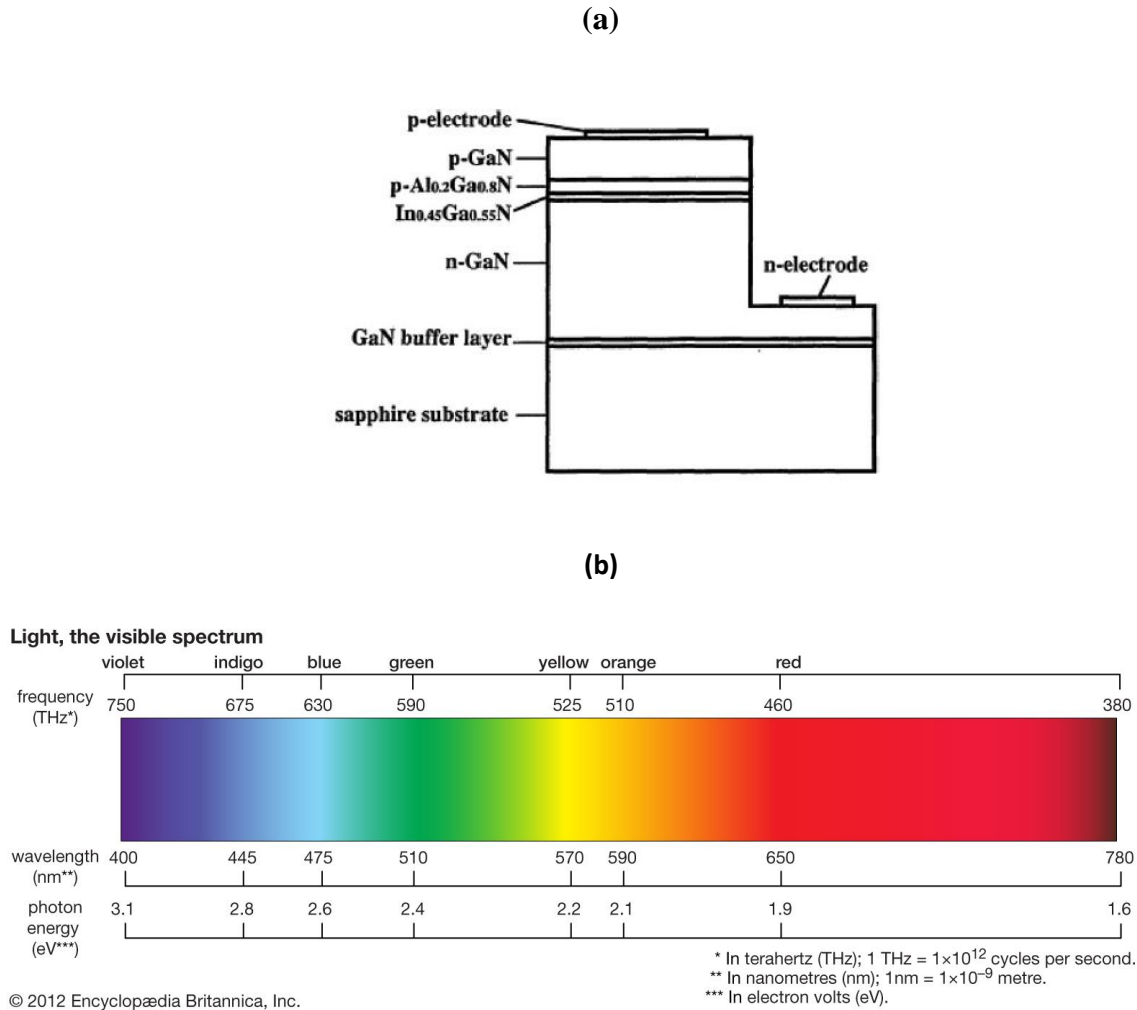 (a)
p-electrode
p-GaN
p-Al0.2Ga0.8N
In0.45Ga0.55N
n-GaN
n-electrode
GaN buffer layer
sapphire substrate
(b)
Light, the visible spectrum
violet indigo blue green yellow orange red
frequency
(THz*)
750 675 630 590 525 510 460 380
wavelength
(nm**)
400 445 475 510 570 590 650 780
photon
energy
(eV***)
3.1 2.8 2.6 2.4 2.2 2.1 1.9 1.6
* In terahertz (THz); 1 THz = 1×10¹² cycles per second.
** In nanometres (nm); 1nm = 1×10⁻⁹ metre.
*** In electron volts (eV).
© 2012 Encyclopædia Britannica, Inc.